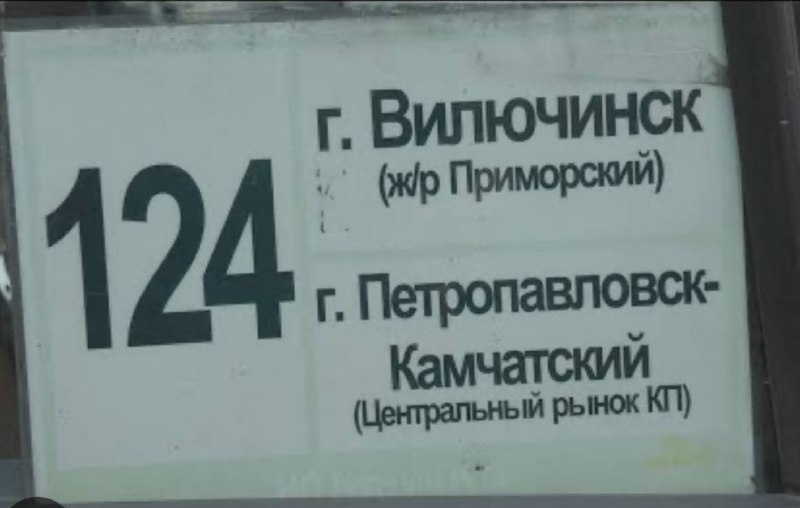 124
г. Вилючинск
(ж/р Приморский)
г. Петропавловск-
Камчатский
(Центральный рынок КП)